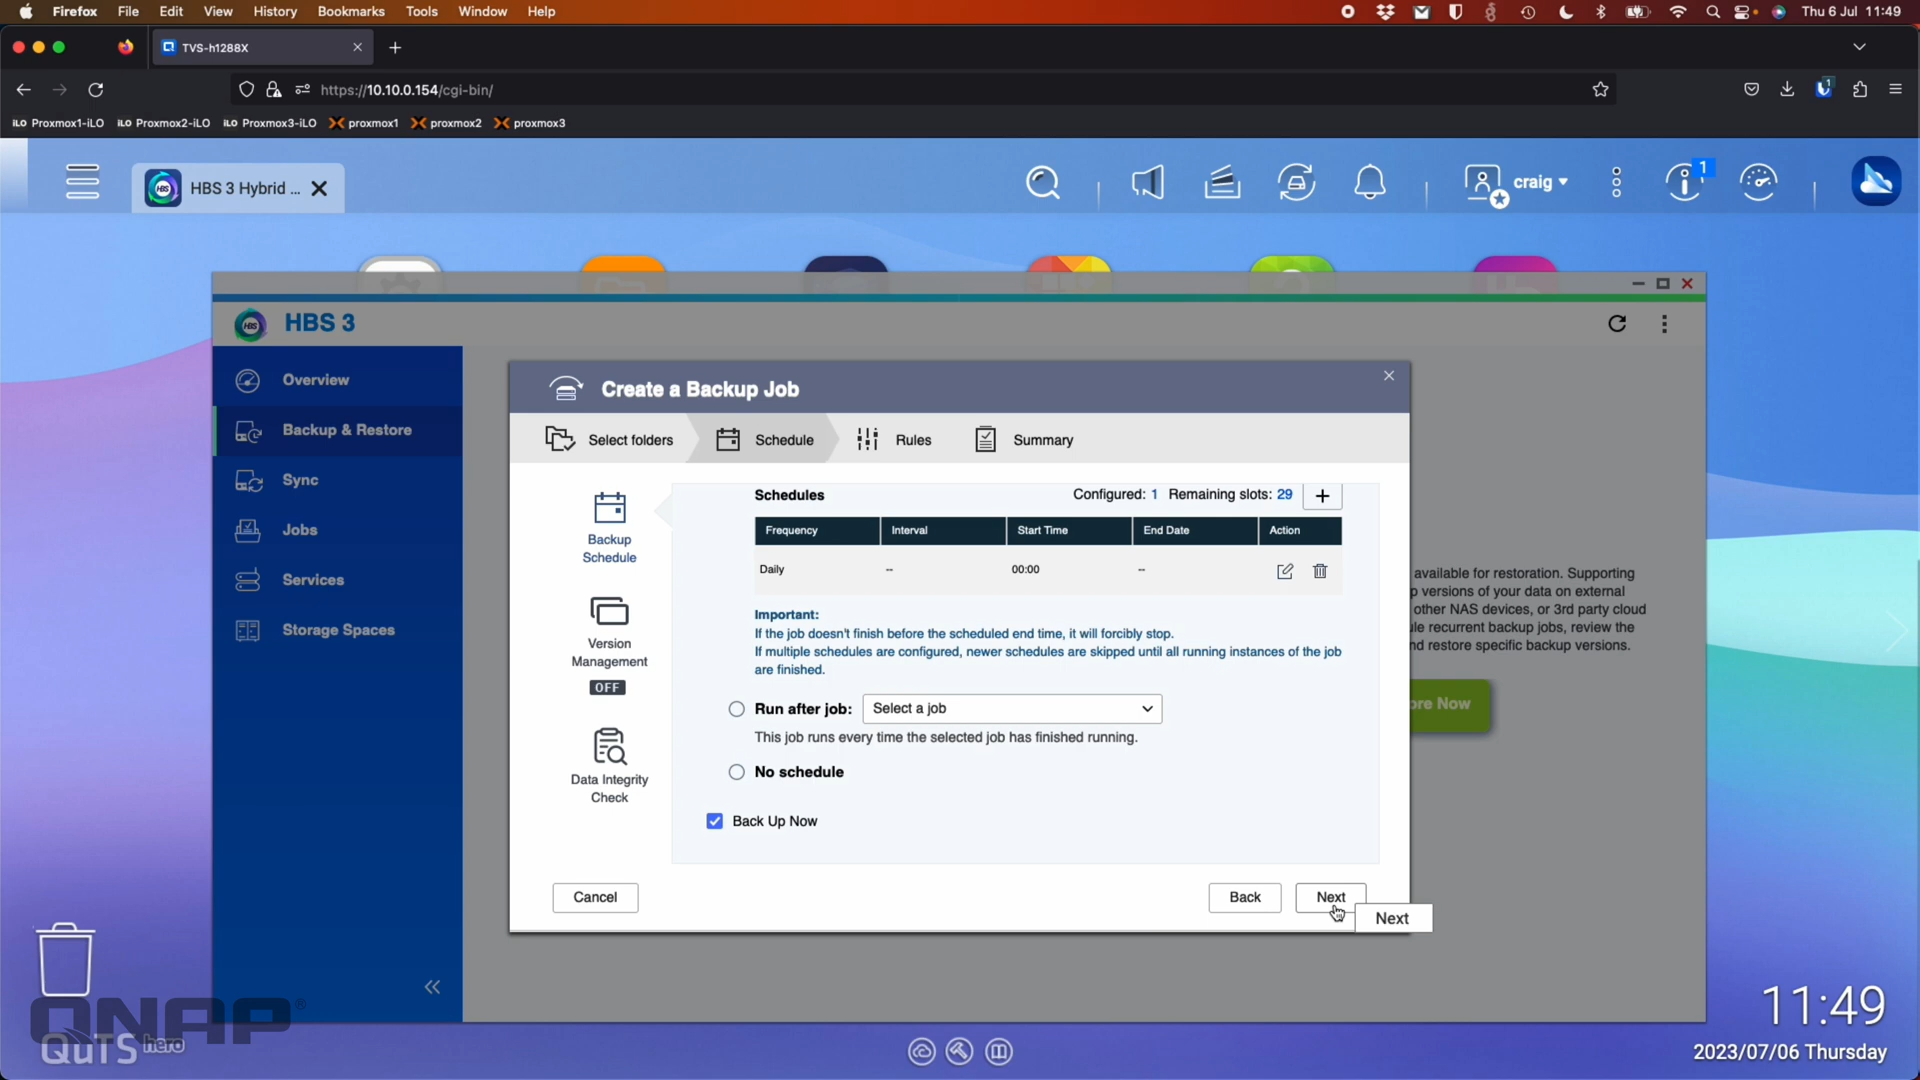 Firefox File Edit View History Bookmarks Tools Window Help
Thu 6 Jul 11:49
TVS-h1288X
https://10.10.0.154/cgi-bin/
iLO Proxmox1-iLO iLO Proxmox2-iLO iLO Proxmox3-iLO proxmox1 proxmox2 proxmox3
HBS 3 Hybrid ...
craig
1
HBS 3
Overview
Backup & Restore
Sync
Jobs
Services
Storage Spaces
Create a Backup Job
Select folders
Schedule
Rules
Summary
Backup
Schedule
Version
Management
OFF
Data Integrity
Check
Schedules
Configured: 1 Remaining slots: 29
Frequency Interval Start Time End Date Action
Daily -- 00:00 --
Important:
If the job doesn't finish before the scheduled end time, it will forcibly stop.
If multiple schedules are configured, newer schedules are skipped until all running instances of the job
are finished.
Run after job: Select a job
This job runs every time the selected job has finished running.
No schedule
Back Up Now
Cancel
Back
Next
Next
available for restoration. Supporting
versions of your data on external
other NAS devices, or 3rd party cloud
recurrent backup jobs, review the
restore specific backup versions.
Now
QNAP
QuTS hero
11:49
2023/07/06 Thursday